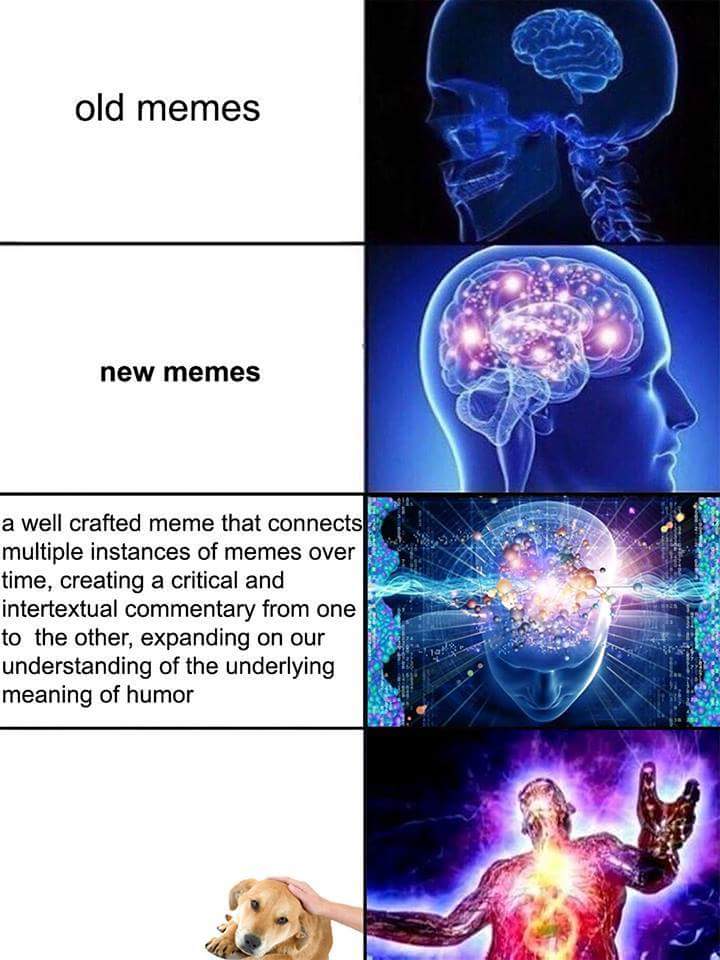 old memes
new memes
a well crafted meme that connects
multiple instances of memes over
time, creating a critical and
intertextual commentary from one
to the other, expanding on our
understanding of the underlying
meaning of humor